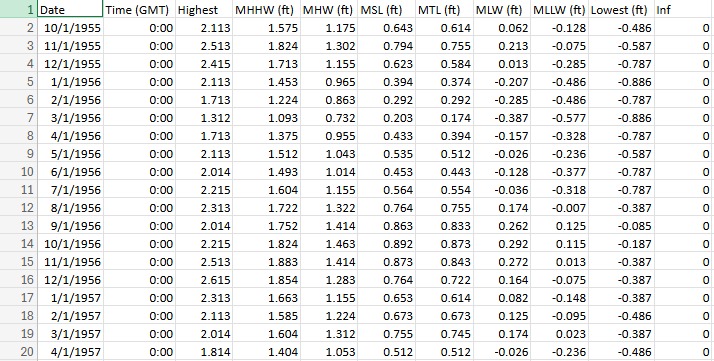 1 Date Time (GMT) Highest MHHW (ft) MHW (ft) MSL (ft) MTL (ft) MLW (ft) MLLW (ft) Lowest (ft) Inf
2 10/1/1955 0:00 2.113 1.575 1.175 0.643 0.614 0.062 -0.128 -0.486 0
3 11/1/1955 0:00 2.513 1.824 1.302 0.794 0.755 0.213 -0.075 -0.587 0
4 12/1/1955 0:00 2.415 1.713 1.155 0.623 0.584 0.013 -0.285 -0.787 0
5 1/1/1956 0:00 2.113 1.453 0.965 0.394 0.374 -0.207 -0.486 -0.886 0
6 2/1/1956 0:00 1.713 1.224 0.863 0.292 0.292 -0.285 -0.486 -0.787 0
7 3/1/1956 0:00 1.312 1.093 0.732 0.203 0.174 -0.387 -0.577 -0.886 0
8 4/1/1956 0:00 1.713 1.375 0.955 0.433 0.394 -0.157 -0.328 -0.787 0
9 5/1/1956 0:00 2.113 1.512 1.043 0.535 0.512 -0.026 -0.236 -0.587 0
10 6/1/1956 0:00 2.014 1.493 1.014 0.453 0.443 -0.128 -0.377 -0.787 0
11 7/1/1956 0:00 2.215 1.604 1.155 0.564 0.554 -0.036 -0.318 -0.787 0
12 8/1/1956 0:00 2.313 1.722 1.322 0.764 0.755 0.174 -0.007 -0.387 0
13 9/1/1956 0:00 2.014 1.752 1.414 0.863 0.833 0.262 0.125 -0.085 0
14 10/1/1956 0:00 2.215 1.824 1.463 0.892 0.873 0.292 0.115 -0.187 0
15 11/1/1956 0:00 2.513 1.883 1.414 0.873 0.843 0.272 0.013 -0.387 0
16 12/1/1956 0:00 2.615 1.854 1.283 0.764 0.722 0.164 -0.075 -0.387 0
17 1/1/1957 0:00 2.313 1.663 1.155 0.653 0.614 0.082 -0.148 -0.387 0
18 2/1/1957 0:00 2.113 1.585 1.224 0.673 0.673 0.125 -0.095 -0.486 0
19 3/1/1957 0:00 2.014 1.604 1.312 0.755 0.745 0.174 0.023 -0.387 0
20 4/1/1957 0:00 1.814 1.404 1.053 0.512 0.512 -0.026 -0.236 -0.486 0